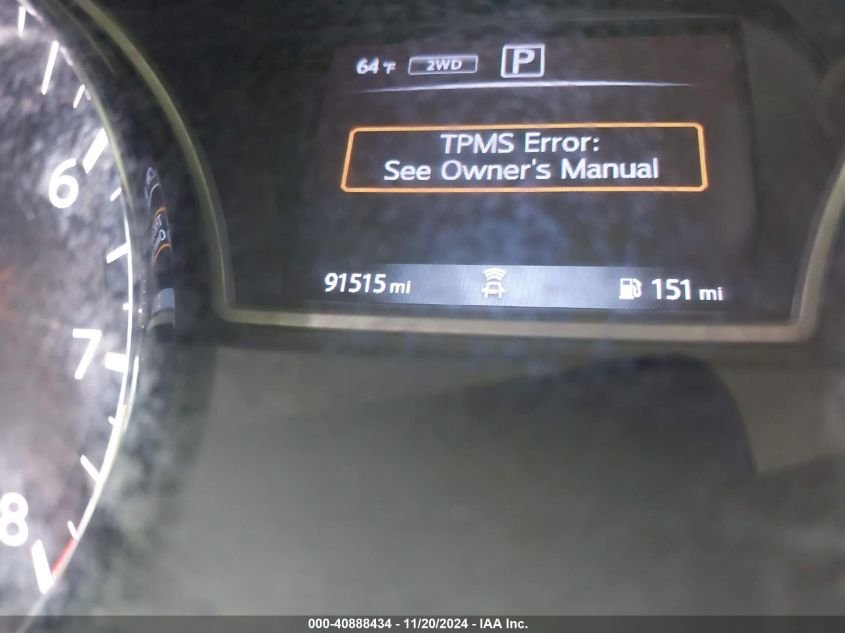 64°F 2WD P
TPMS Error:
See Owner's Manual
91515 mi 151 mi
6
7
8
000-40888434 - 11/20/2024 - IAA Inc.